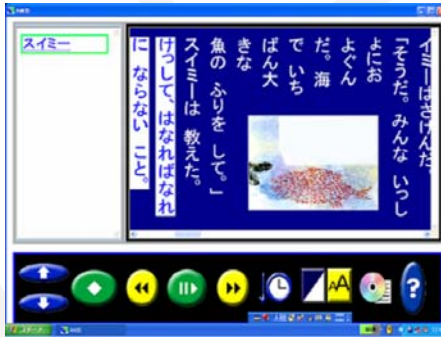 スイミー
イミーはさけんだ。
「そうだ。みんな いっし
ょにお
よぐん
だ。海
で いち
ばん大
きな
魚の ふりを して。」
スイミーは 教えた。
けっして、はなればなれ
に ならない こと。
AA
?